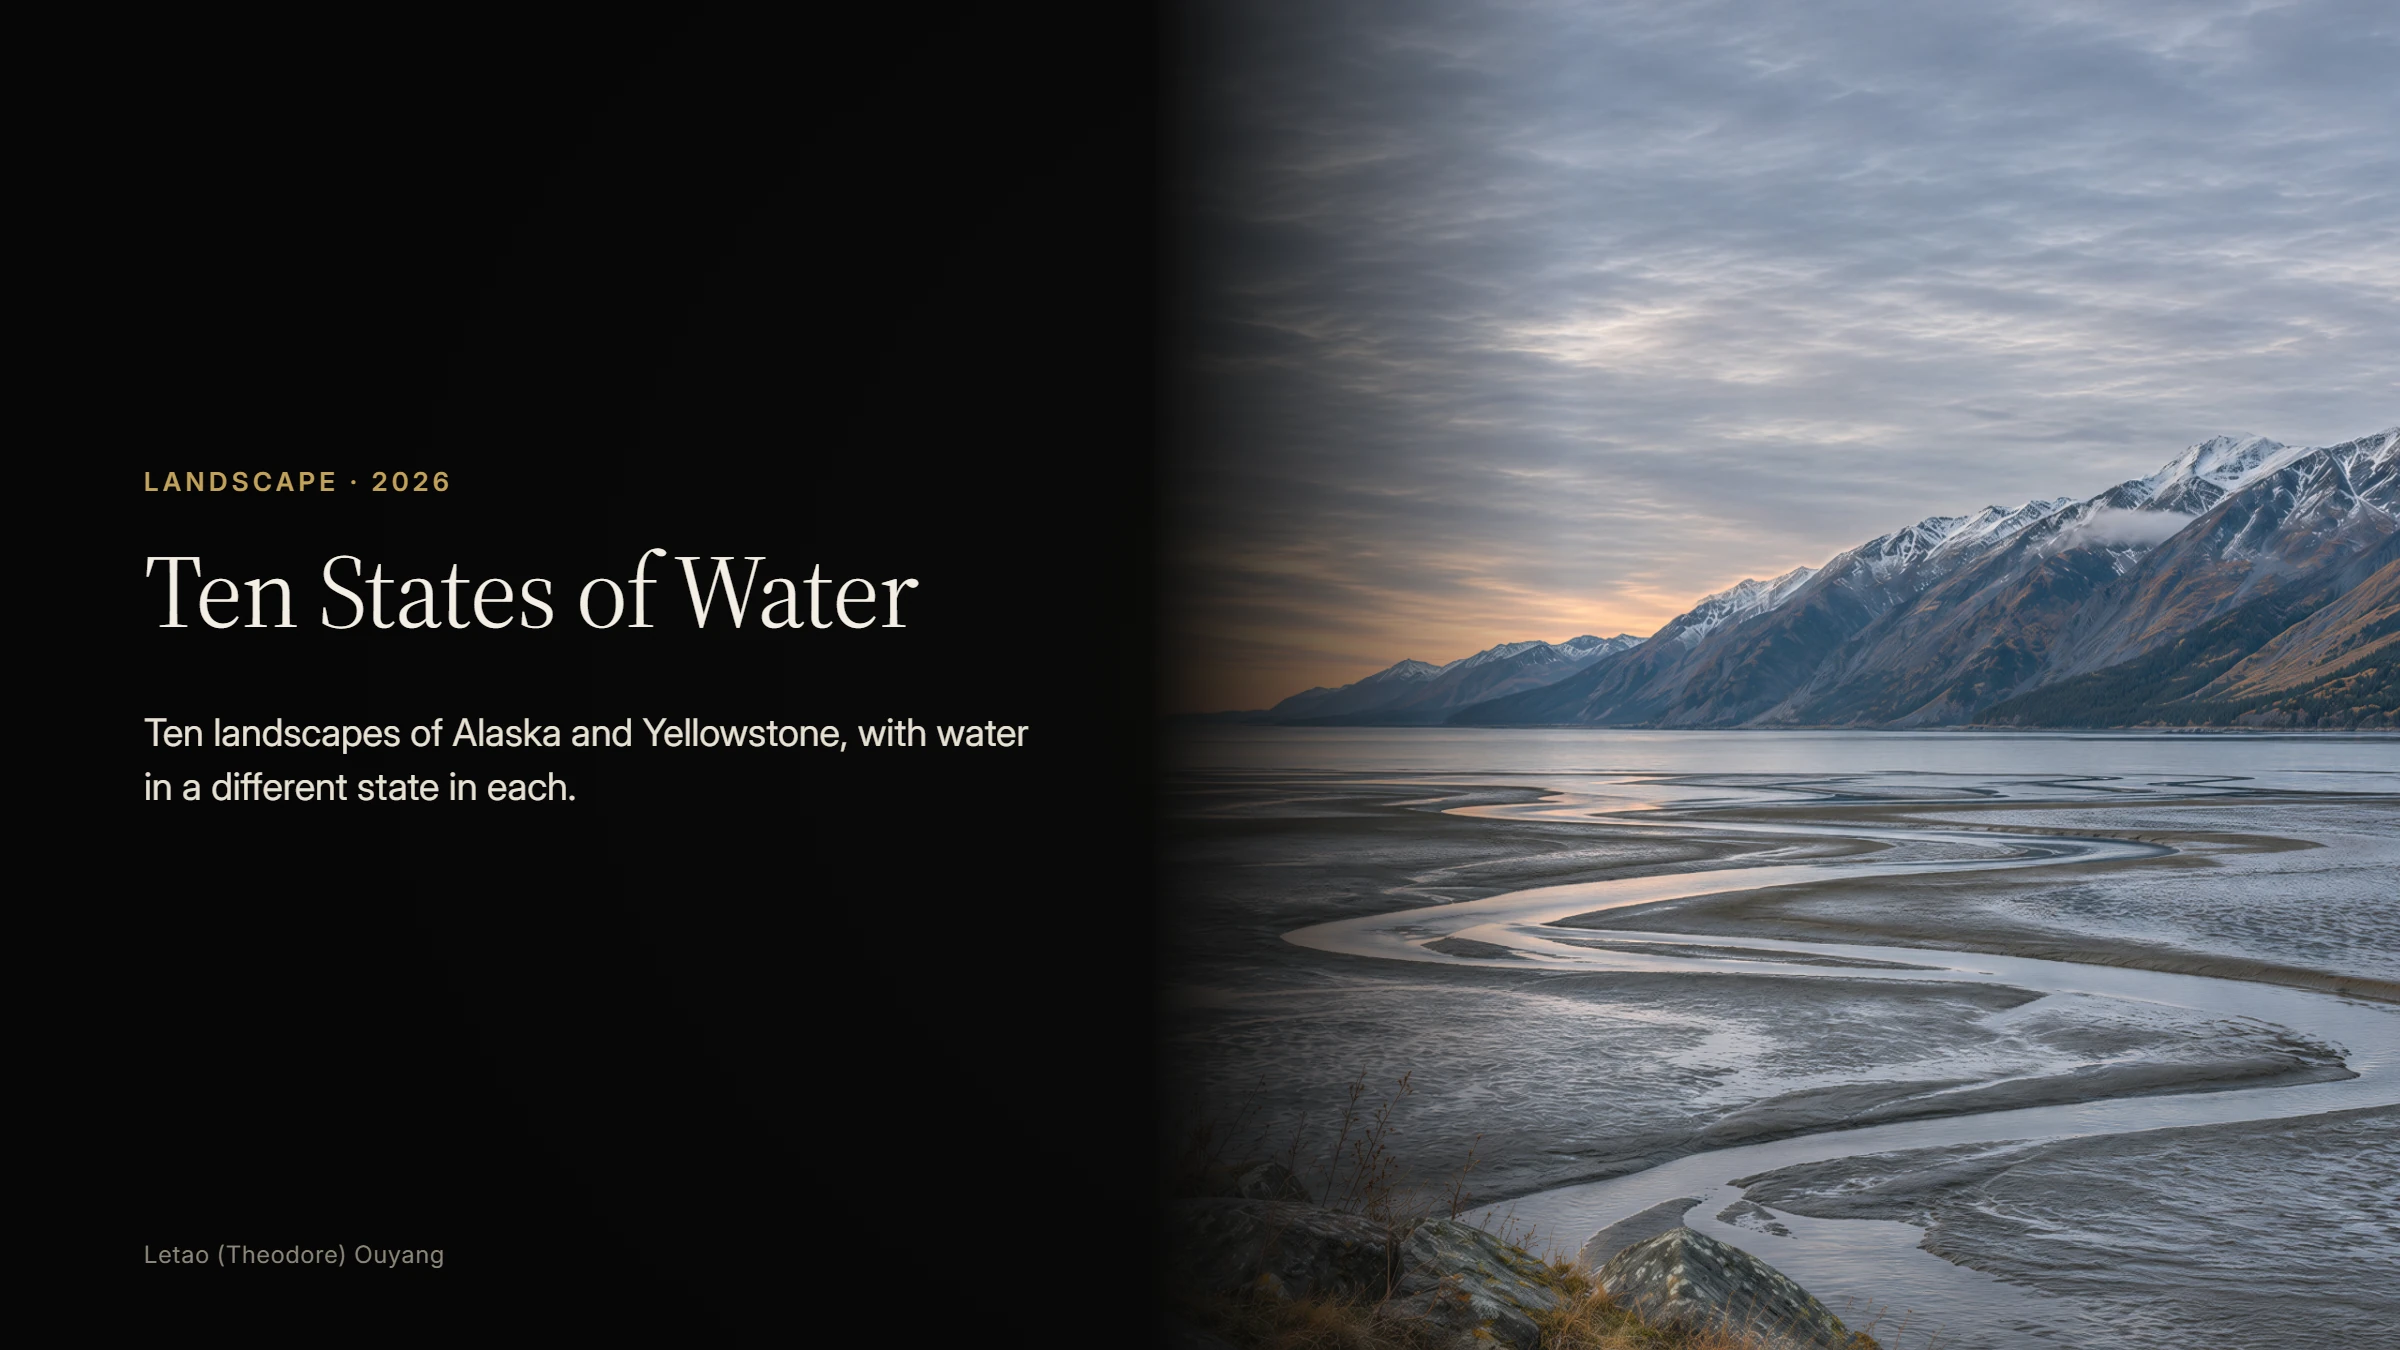 LANDSCAPE · 2026
Ten States of Water
Ten landscapes of Alaska and Yellowstone, with water
in a different state in each.
Letao (Theodore) Ouyang